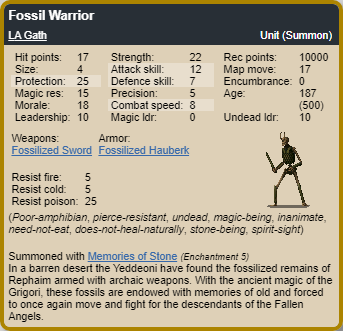 Fossil Warrior
LA Gath Unit (Summon)
Hit points: 17 Strength: 22 Rec points: 10000
Size: 4 Attack skill: 12 Map move: 17
Protection: 25 Defence skill: 7 Encumbrance: 0
Magic res: 15 Precision: 5 Age: 187
Morale: 18 Combat speed: 8 (500)
Leadership: 10 Magic ldr: 0 Undead ldr: 10
Weapons: Armor:
Fossilized Sword Fossilized Hauberk
Resist fire: 5
Resist cold: 5
Resist poison: 25
(Poor-amphibian, pierce-resistant, undead, magic-being, inanimate,
need-not-eat, does-not-heal-naturally, stone-being, spirit-sight)
Summoned with Memories of Stone (Enchantment 5)
In a barren desert the Yeddeoni have found the fossilized remains of
Rephaim armed with archaic weapons. With the ancient magic of the
Grigori, these fossils are endowed with memories of old and forced
to once again move and fight for the descendants of the Fallen
Angels.